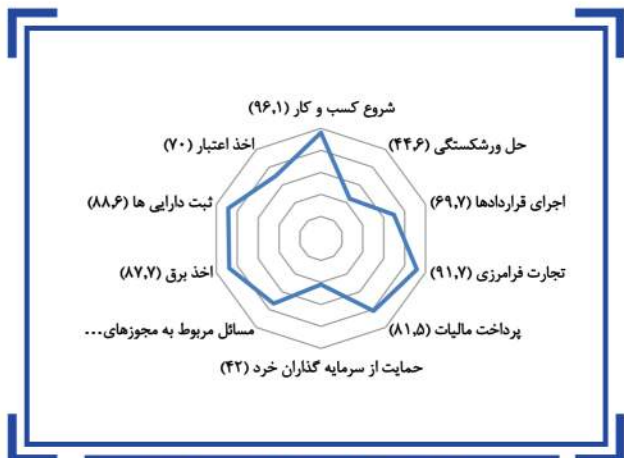 شروع کسب و کار (۹۶,۱)
اخذ اعتبار (۷۰)
حل ورشکستگی (۴۴,۶)
ثبت دارایی ها (۸۸,۶)
اجرای قراردادها (۶۹,۷)
اخذ برق (۸۷,۷)
تجارت فرامرزی (۹۱,۷)
مسائل مربوط به مجوزهای...
پرداخت مالیات (۸۱,۵)
حمایت از سرمایه گذاران خرد (۴۲)